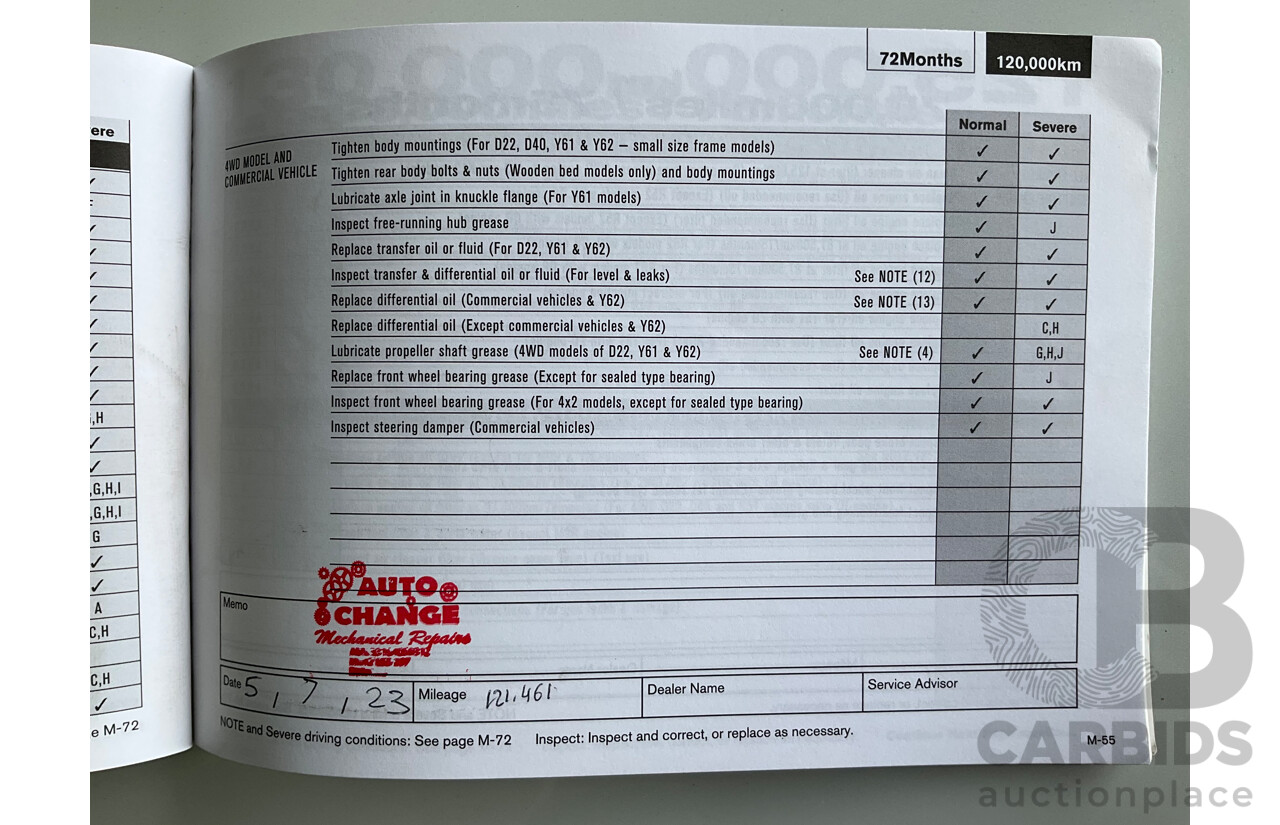 72Months 120,000km
ere
Normal Severe
4WD MODEL AND
COMMERCIAL VEHICLE
Tighten body mountings (For D22, D40, Y61 & Y62 – small size frame models) ✓ ✓
Tighten rear body bolts & nuts (Wooden bed models only) and body mountings ✓ ✓
Lubricate axle joint in knuckle flange (For Y61 models) ✓ ✓
Inspect free-running hub grease ✓ J
Replace transfer oil or fluid (For D22, Y61 & Y62) ✓ ✓
Inspect transfer & differential oil or fluid (For level & leaks) See NOTE (12) ✓ ✓
Replace differential oil (Commercial vehicles & Y62) See NOTE (13) ✓ ✓
Replace differential oil (Except commercial vehicles & Y62) C,H
Lubricate propeller shaft grease (4WD models of D22, Y61 & Y62) See NOTE (4) ✓ G,H,J
Replace front wheel bearing grease (Except for sealed type bearing) ✓ J
Inspect front wheel bearing grease (For 4x2 models, except for sealed type bearing) ✓ ✓
Inspect steering damper (Commercial vehicles) ✓ ✓
,H
,G,H,I
,G,H,I
G
A
C,H
C,H
e M-72
Memo
AUTO
CHANGE
Mechanical Repairs
Date 5, 7, 23 Mileage 121.461 Dealer Name Service Advisor
NOTE and Severe driving conditions: See page M-72 Inspect: Inspect and correct, or replace as necessary.
M-55
CB
CARBIDS
auctionplace